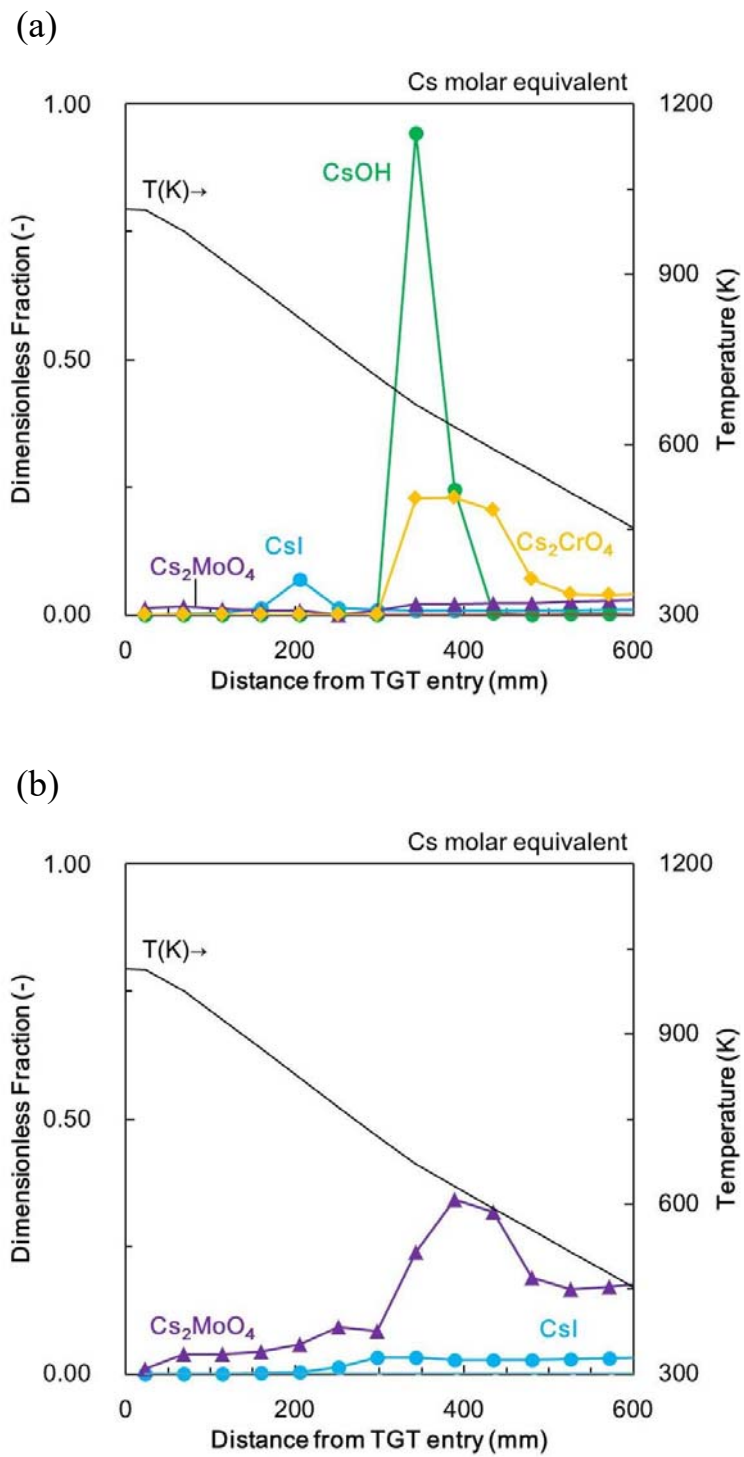 (a)
Cs molar equivalent
1.00
1200
CsOH
T(K)→
900
Dimensionless Fraction (-)
0.50
Temperature (K)
600
CsI
Cs₂CrO₄
Cs₂MoO₄
0.00
300
0
200
400
600
Distance from TGT entry (mm)
(b)
Cs molar equivalent
1.00
1200
T(K)→
900
Dimensionless Fraction (-)
0.50
Temperature (K)
600
Cs₂MoO₄
CsI
0.00
300
0
200
400
600
Distance from TGT entry (mm)